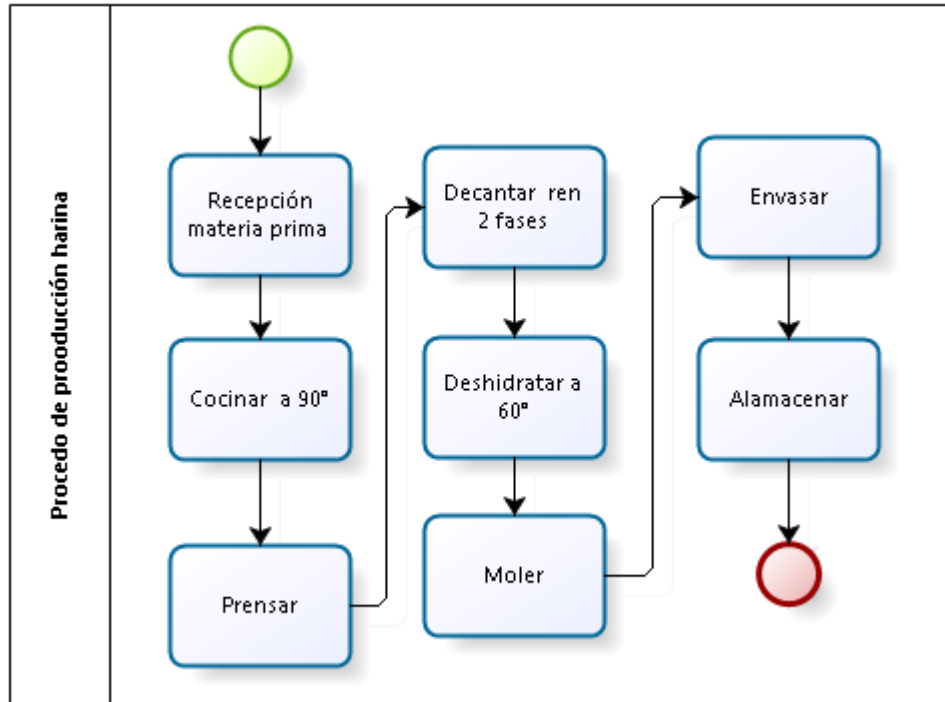 Procedo de prooducción harina
Recepción
materia prima
Cocinar a 90°
Prensar
Decantar ren
2 fases
Deshidratar a
60°
Moler
Envasar
Alamacenar